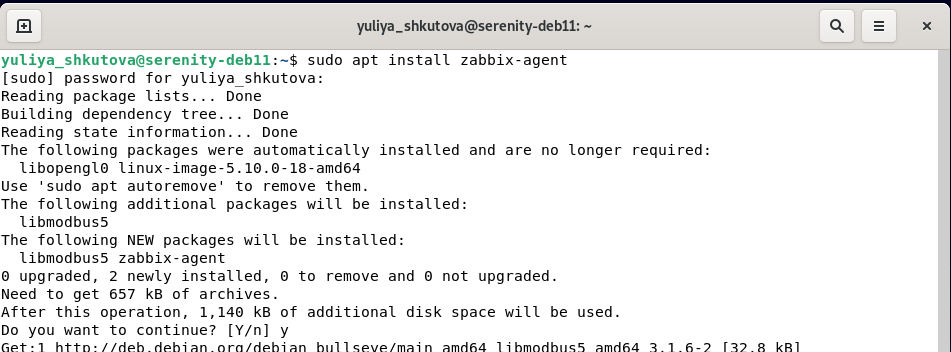 yuliya_shkutova@serenity-deb11: ~
yuliya_shkutova@serenity-deb11:~$ sudo apt install zabbix-agent
[sudo] password for yuliya_shkutova:
Reading package lists... Done
Building dependency tree... Done
Reading state information... Done
The following packages were automatically installed and are no longer required:
  libopengl0 linux-image-5.10.0-18-amd64
Use 'sudo apt autoremove' to remove them.
The following additional packages will be installed:
  libmodbus5
The following NEW packages will be installed:
  libmodbus5 zabbix-agent
0 upgraded, 2 newly installed, 0 to remove and 0 not upgraded.
Need to get 657 kB of archives.
After this operation, 1,140 kB of additional disk space will be used.
Do you want to continue? [Y/n] y
Get:1 http://deb.debian.org/debian bullseye/main amd64 libmodbus5 amd64 3.1.6-2 [32.8 kB]